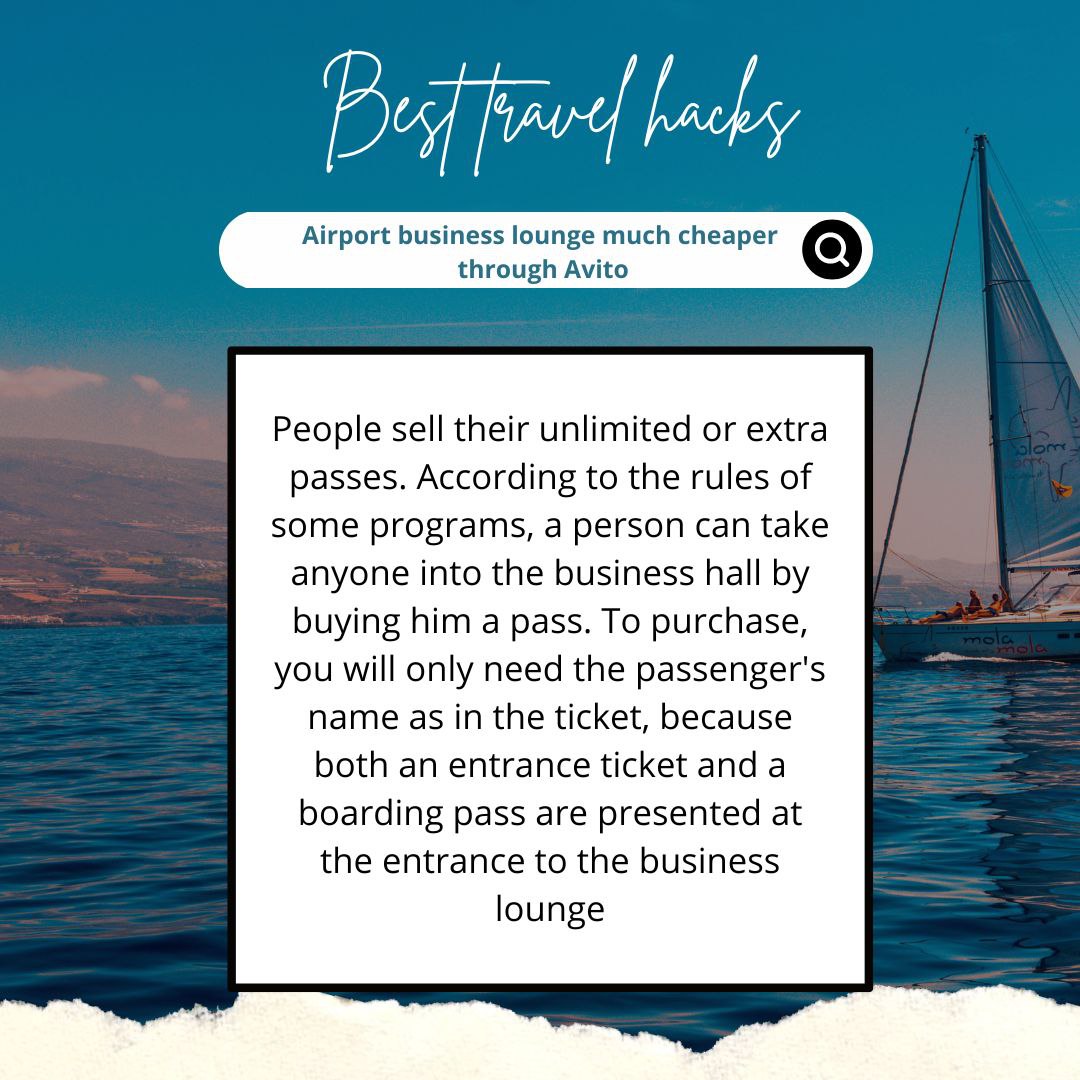 Best travel hacks
Airport business lounge much cheaper
through Avito
People sell their unlimited or extra
passes. According to the rules of
some programs, a person can take
anyone into the business hall by
buying him a pass. To purchase,
you will only need the passenger's
name as in the ticket, because
both an entrance ticket and a
boarding pass are presented at
the entrance to the business
lounge
mola
mola